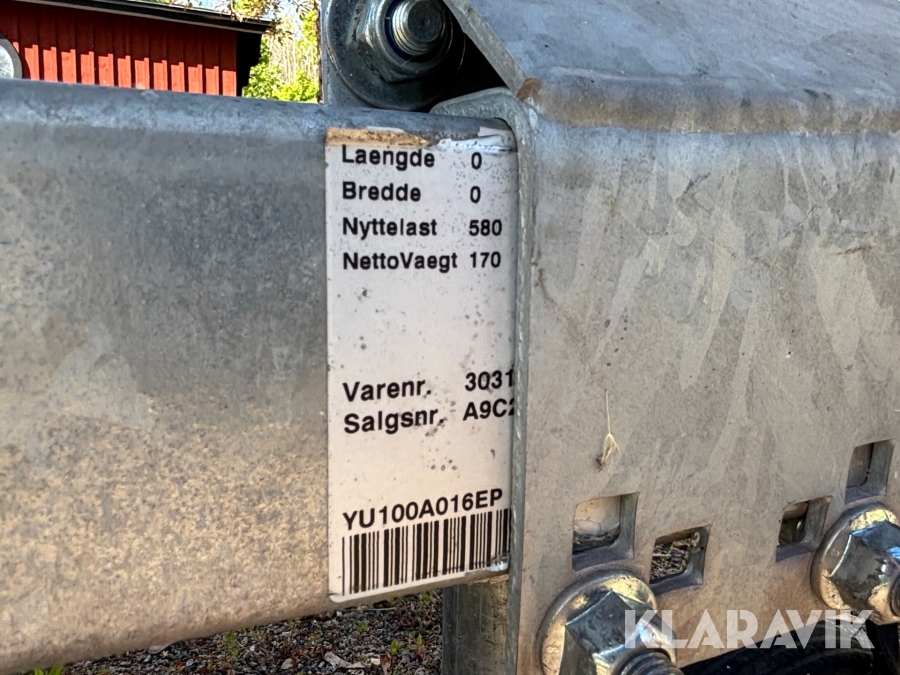 Laengde 0
Bredde 0
Nyttelast 580
NettoVaegt 170
Varenr. 3031
Salgsnr. A9C2
YU100A016EP
KLARAVIK